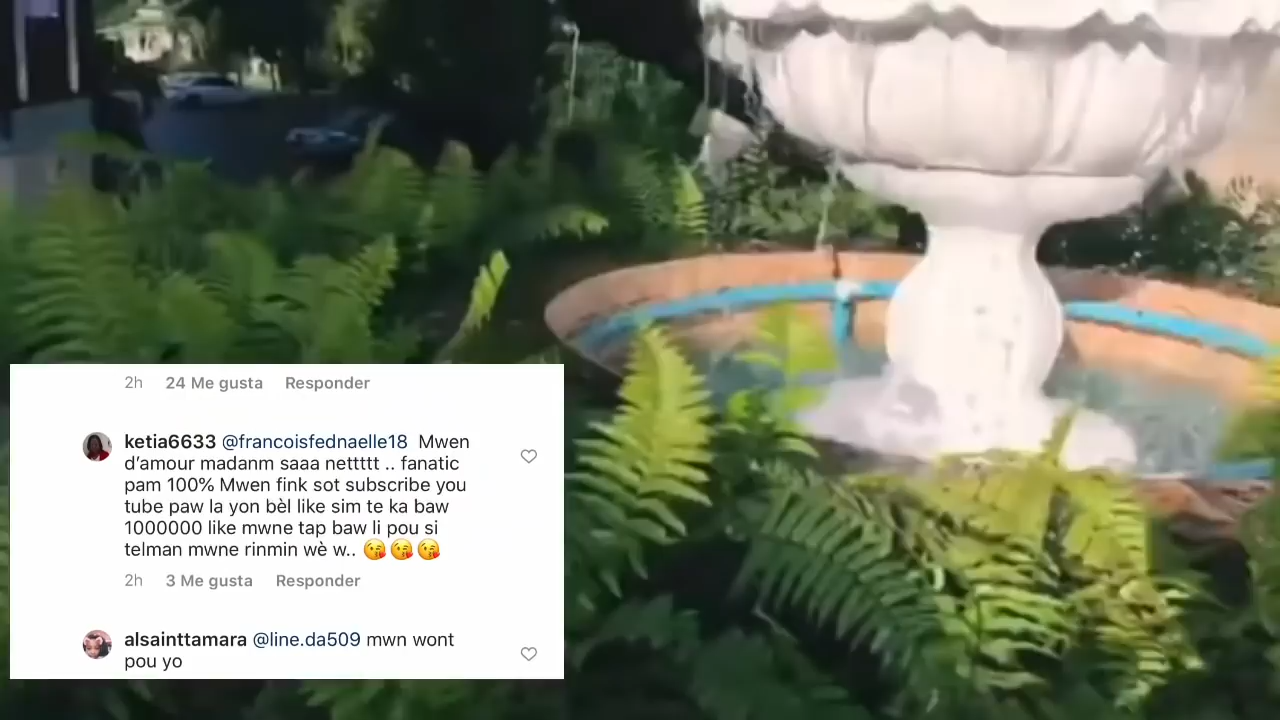 2h 24 Me gusta Responder
ketia6633 @francoisfednaelle18 Mwen
d’amour madanm saaa nettttt .. fanatic
pam 100% Mwen fink sot subscribe you
tube paw la yon bèl like sim te ka baw
1000000 like mwne tap baw li pou si
telman mwne rinmin wè w.. 😘😘😘
2h 3 Me gusta Responder
alsainttamara @line.da509 mwn wont
pou yo